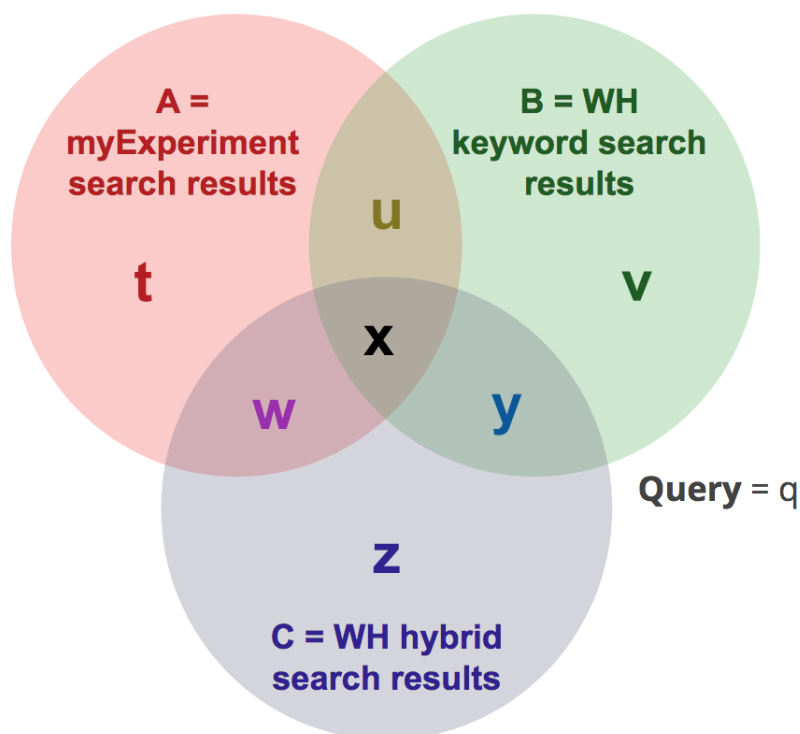 A =
myExperiment
search results
B = WH
keyword search
results
u
t
v
x
w
y
Query = q
z
C = WH hybrid
search results